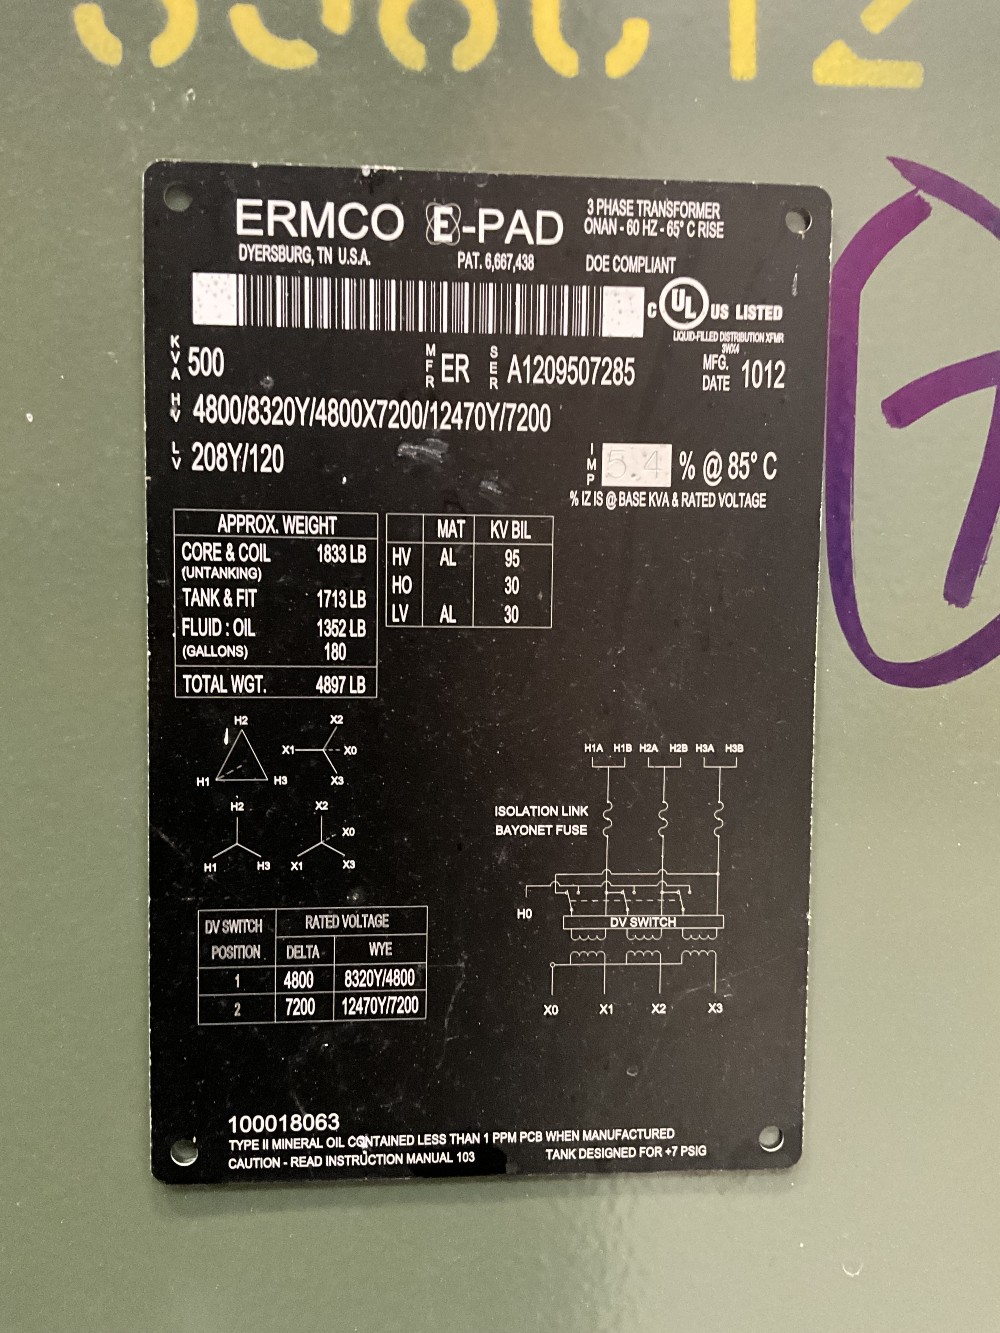 ERMCO E-PAD
3 PHASE TRANSFORMER
ONAN - 60 HZ - 65° C RISE
DYERSBURG, TN U.S.A.
PAT. 6,667,438
DOE COMPLIANT
C UL US LISTED
LIQUID-FILLED DISTRIBUTION XFMR
3WX4
KVA 500
MFR ER
SER A1209507285
MFG. DATE 1012
HV 4800/8320Y/4800X7200/12470Y/7200
LV 208Y/120
IMP 5.4 % @ 85° C
% IZ IS @ BASE KVA & RATED VOLTAGE
APPROX. WEIGHT
CORE & COIL 1833 LB
(UNTANKING)
TANK & FIT 1713 LB
FLUID : OIL 1352 LB
(GALLONS) 180
TOTAL WGT. 4897 LB
MAT KV BIL
HV AL 95
HO 30
LV AL 30
H2 X2
X1 X0
H1 H3 X3
H2 X2
X0
H1 H3 X1 X3
H1A H1B H2A H2B H3A H3B
ISOLATION LINK
BAYONET FUSE
H0
DV SWITCH
X0 X1 X2 X3
DV SWITCH POSITION
RATED VOLTAGE
DELTA WYE
1 4800 8320Y/4800
2 7200 12470Y/7200
100018063
TYPE II MINERAL OIL CONTAINED LESS THAN 1 PPM PCB WHEN MANUFACTURED
CAUTION - READ INSTRUCTION MANUAL 103 TANK DESIGNED FOR +7 PSIG